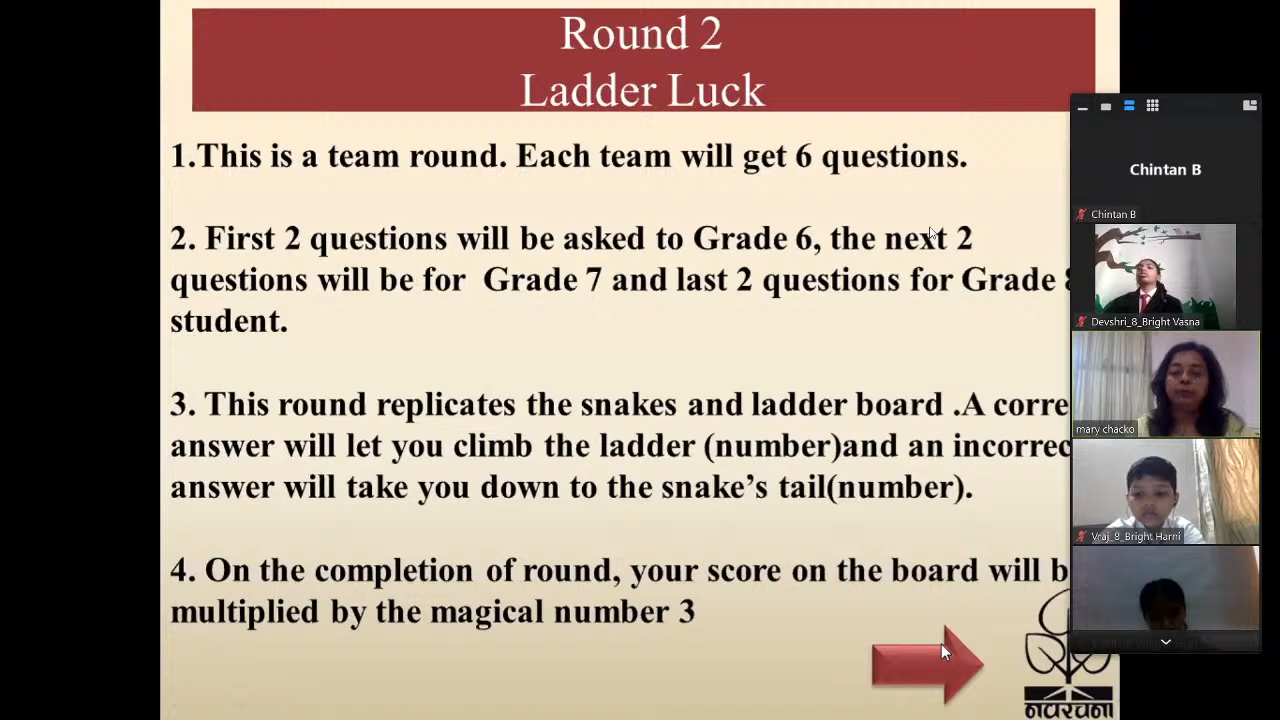 Round 2
Ladder Luck
1.This is a team round. Each team will get 6 questions.
2. First 2 questions will be asked to Grade 6, the next 2
questions will be for Grade 7 and last 2 questions for Grade
student.
3. This round replicates the snakes and ladder board .A corre
answer will let you climb the ladder (number)and an incorrec
answer will take you down to the snake's tail(number).
4. On the completion of round, your score on the board will b
multiplied by the magical number 3
नवरचना
Chintan B
Chintan B
Devshri_8_Bright Vasna
mary chacko
Vraj_8_Bright Harni